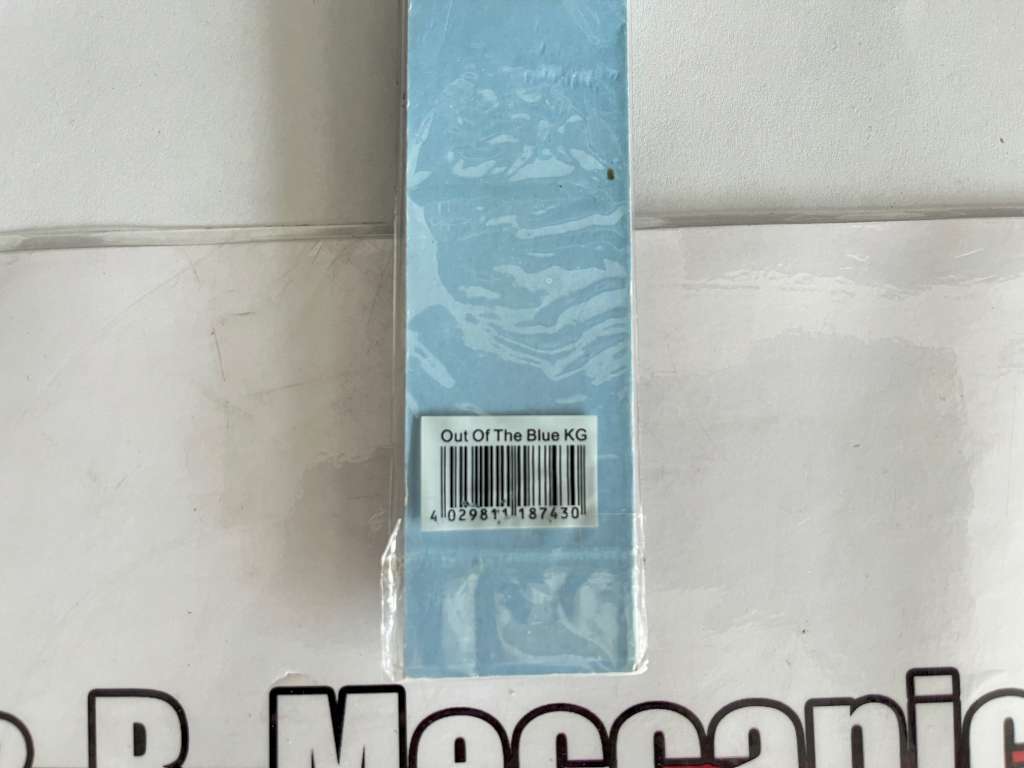 Out Of The Blue KG
4 029811 187430
R Meccanic